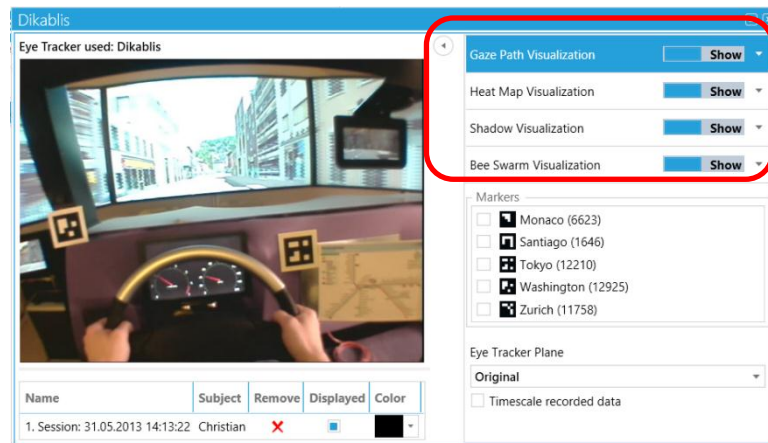 Dikablis
Eye Tracker used: Dikablis
Gaze Path Visualization Show
Heat Map Visualization Show
Shadow Visualization Show
Bee Swarm Visualization Show
Markers
Monaco (6623)
Santiago (1646)
Tokyo (12210)
Washington (12925)
Zurich (11758)
Eye Tracker Plane
Original
Timescale recorded data
Name Subject Remove Displayed Color
1. Session: 31.05.2013 14:13:22 Christian